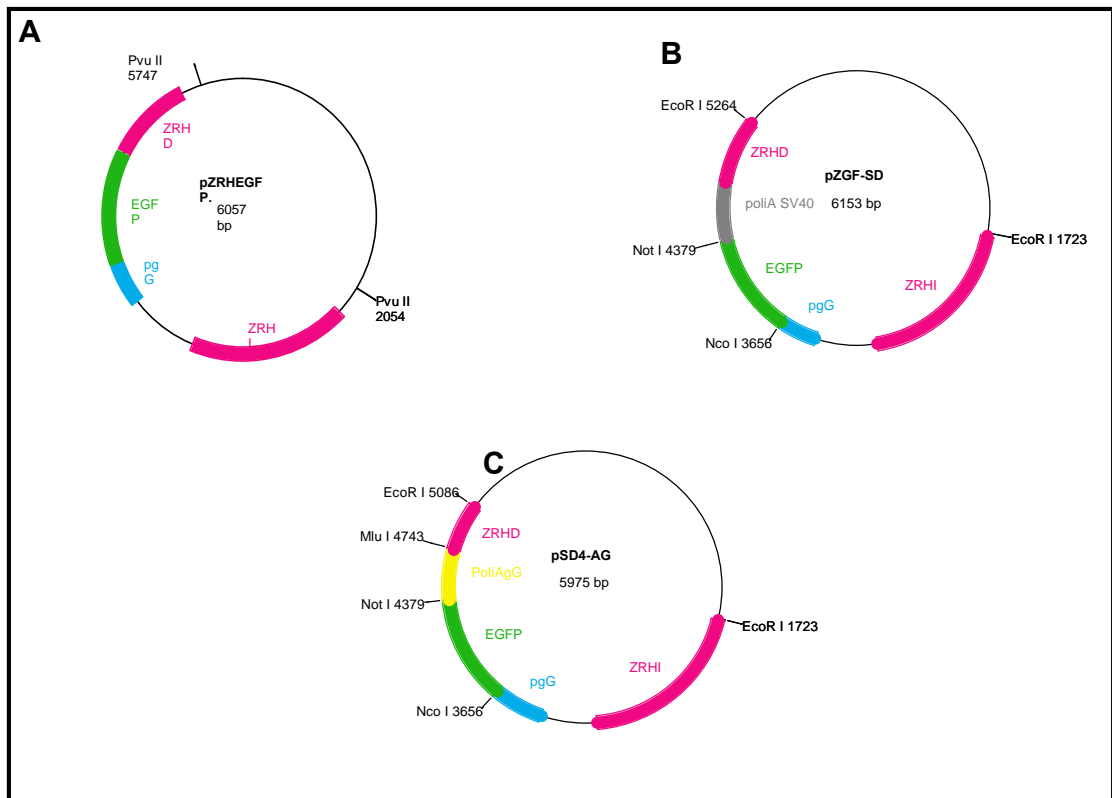 A
Pvu II
5747
ZRH
D
pZRHEGF
P.
6057
bp
EGF
P
pg
G
Pvu II
2054
ZRH
I
B
EcoR I 5264
ZRHD
pZGF-SD
poliA SV40
6153 bp
Not I 4379
EcoR I 1723
EGFP
ZRHI
pgG
Nco I 3656
C
EcoR I 5086
ZRHD
Mlu I 4743
pSD4-AG
PoliAgG
5975 bp
Not I 4379
EcoR I 1723
EGFP
ZRHI
pgG
Nco I 3656